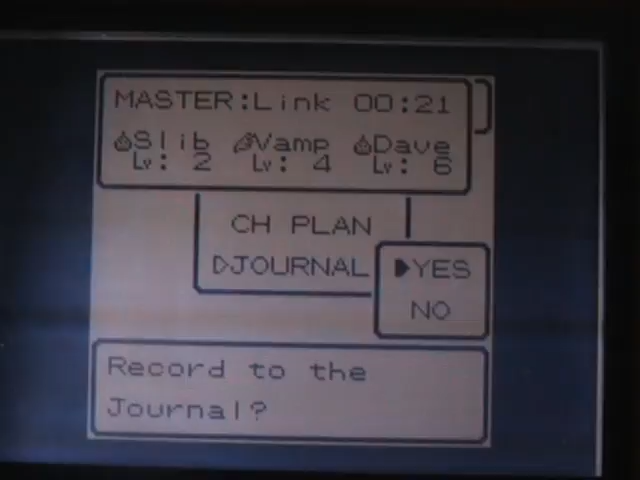 MASTER:Link 00:21
Slib Vamp Dave
Lv: 2 Lv: 4 Lv: 6
CH PLAN
JOURNAL
YES
NO
Record to the
Journal?